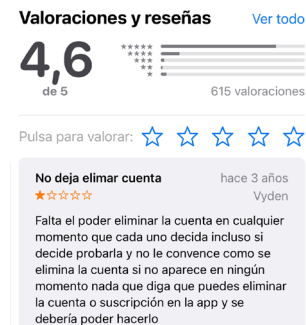 Valoraciones y reseñas Ver todo
4,6
de 5
★★★★★
★★★★
★★★
★★
★
615 valoraciones
Pulsa para valorar: ☆ ☆ ☆ ☆ ☆
No deja elimar cuenta hace 3 años
★☆☆☆☆ Vyden
Falta el poder eliminar la cuenta en cualquier
momento que cada uno decida incluso si
decide probarla y no le convence como se
elimina la cuenta si no aparece en ningún
momento nada que diga que puedes eliminar
la cuenta o suscripción en la app y se
debería poder hacerlo